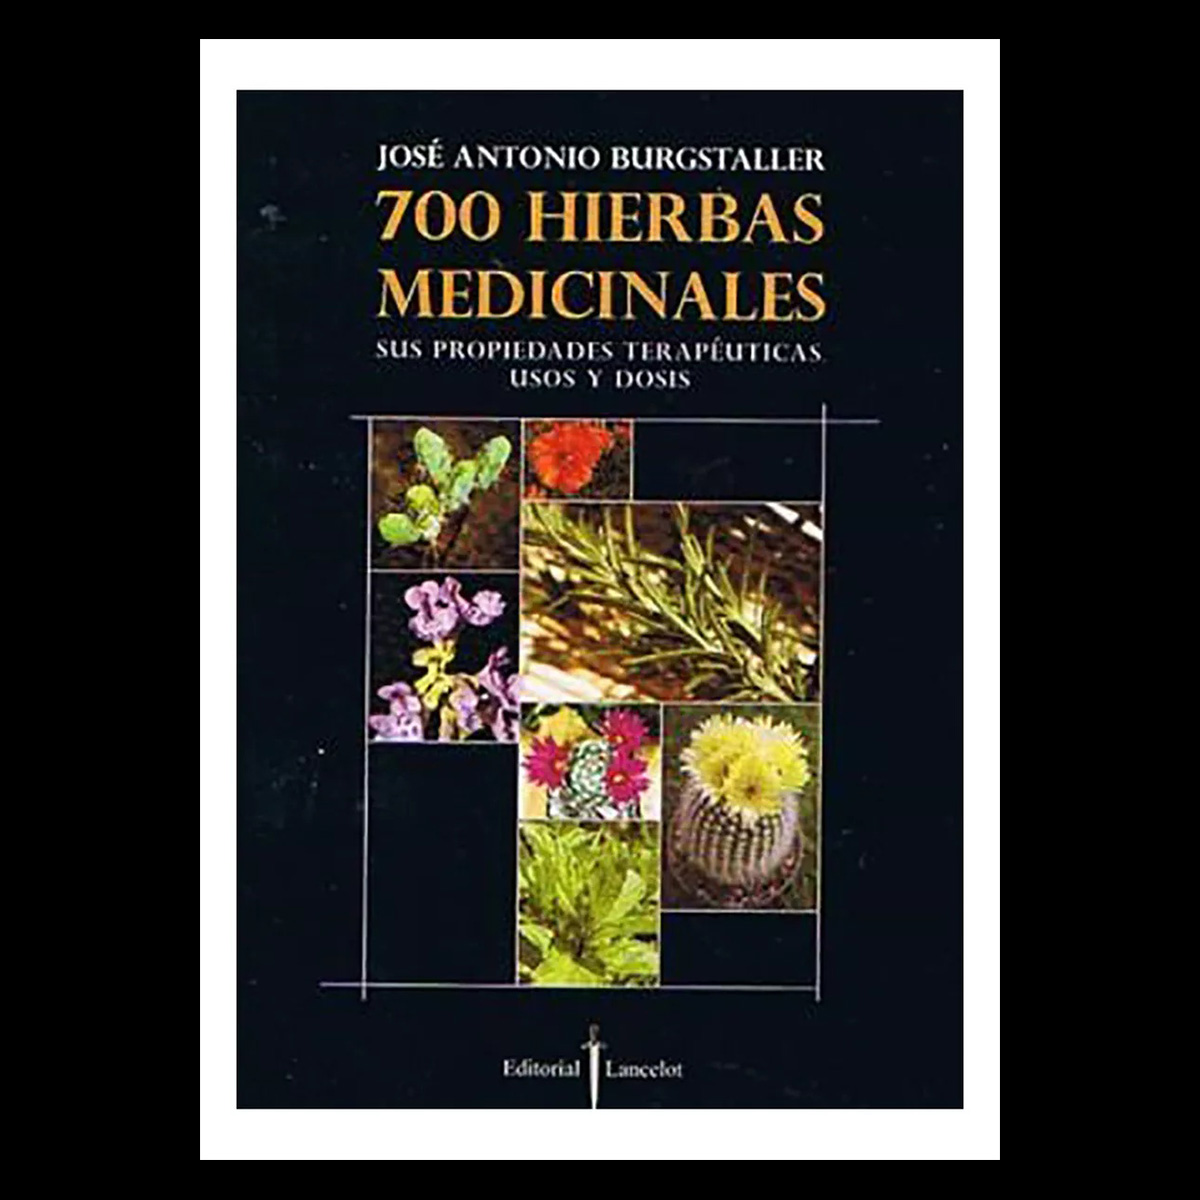 JOSÉ ANTONIO BURGSTALLER
700 HIERBAS
MEDICINALES
SUS PROPIEDADES TERAPÉUTICAS
USOS Y DOSIS
Editorial Lancelot